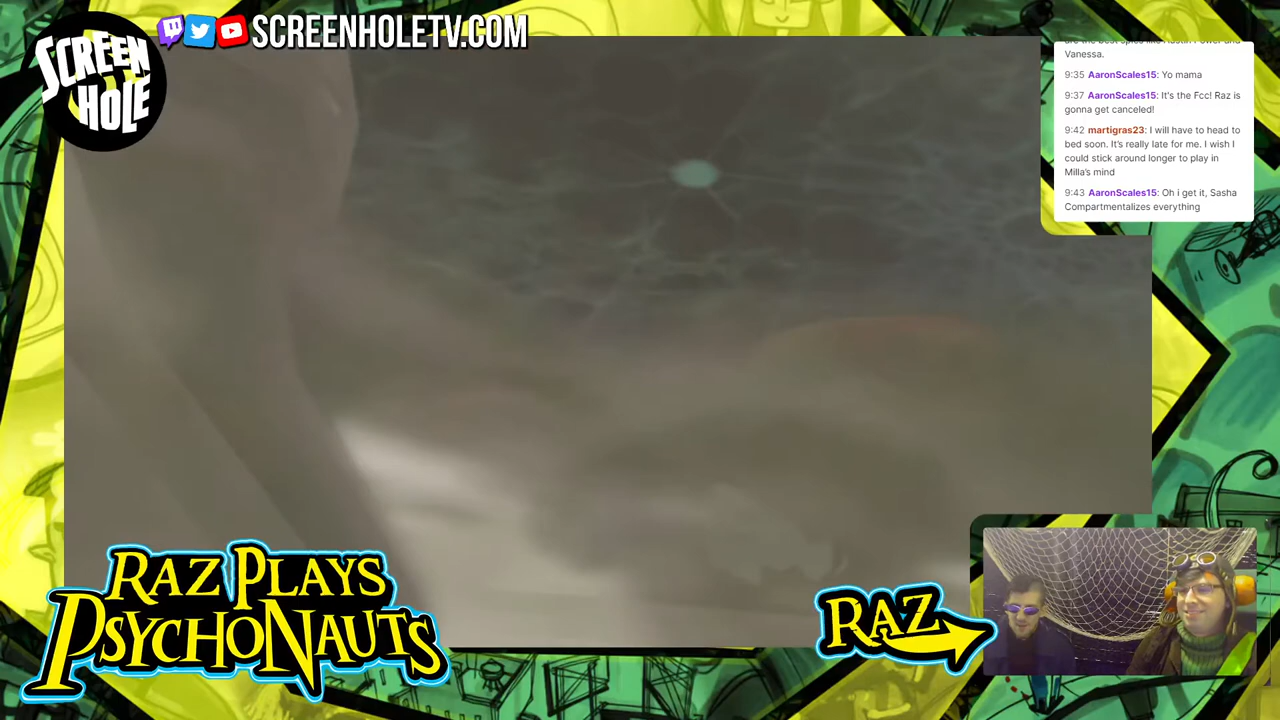 SCREEN
HOLE
SCREENHOLETV.COM
Vanessa.
9:35 AaronScales15: Yo mama
9:37 AaronScales15: It's the Fcc! Raz is
gonna get canceled!
9:42 martigras23: I will have to head to
bed soon. It's really late for me. I wish I
could stick around longer to play in
Milla's mind
9:43 AaronScales15: Oh i get it, Sasha
Compartmentalizes everything
RAZ PLAYS
PSYCHONAUTS
RAZ